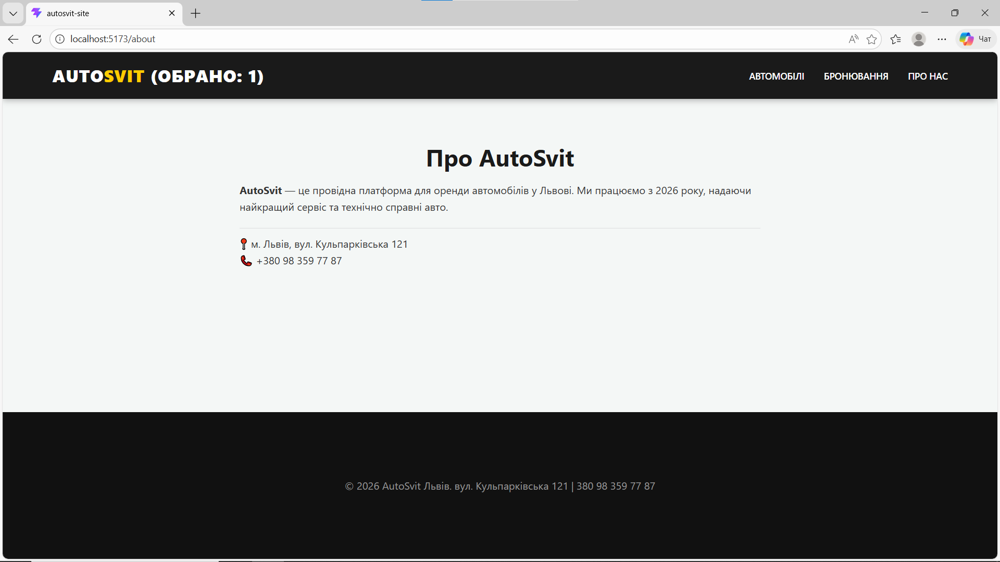 autosvit-site
localhost:5173/about
Чат
AUTOSVIT (ОБРАНО: 1)
АВТОМОБІЛІ БРОНЮВАННЯ ПРО НАС
Про AutoSvit
AutoSvit — це провідна платформа для оренди автомобілів у Львові. Ми працюємо з 2026 року, надаючи
найкращий сервіс та технічно справні авто.
м. Львів, вул. Кульпарківська 121
+380 98 359 77 87
© 2026 AutoSvit Львів. вул. Кульпарківська 121 | 380 98 359 77 87